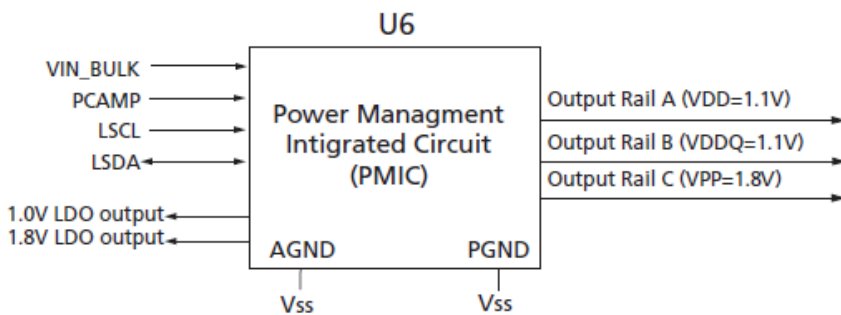 U6
VIN_BULK
PCAMP
LSCL
LSDA
1.0V LDO output
1.8V LDO output
Power Managment
Intigrated Circuit
(PMIC)
AGND
PGND
Vss
Vss
Output Rail A (VDD=1.1V)
Output Rail B (VDDQ=1.1V)
Output Rail C (VPP=1.8V)